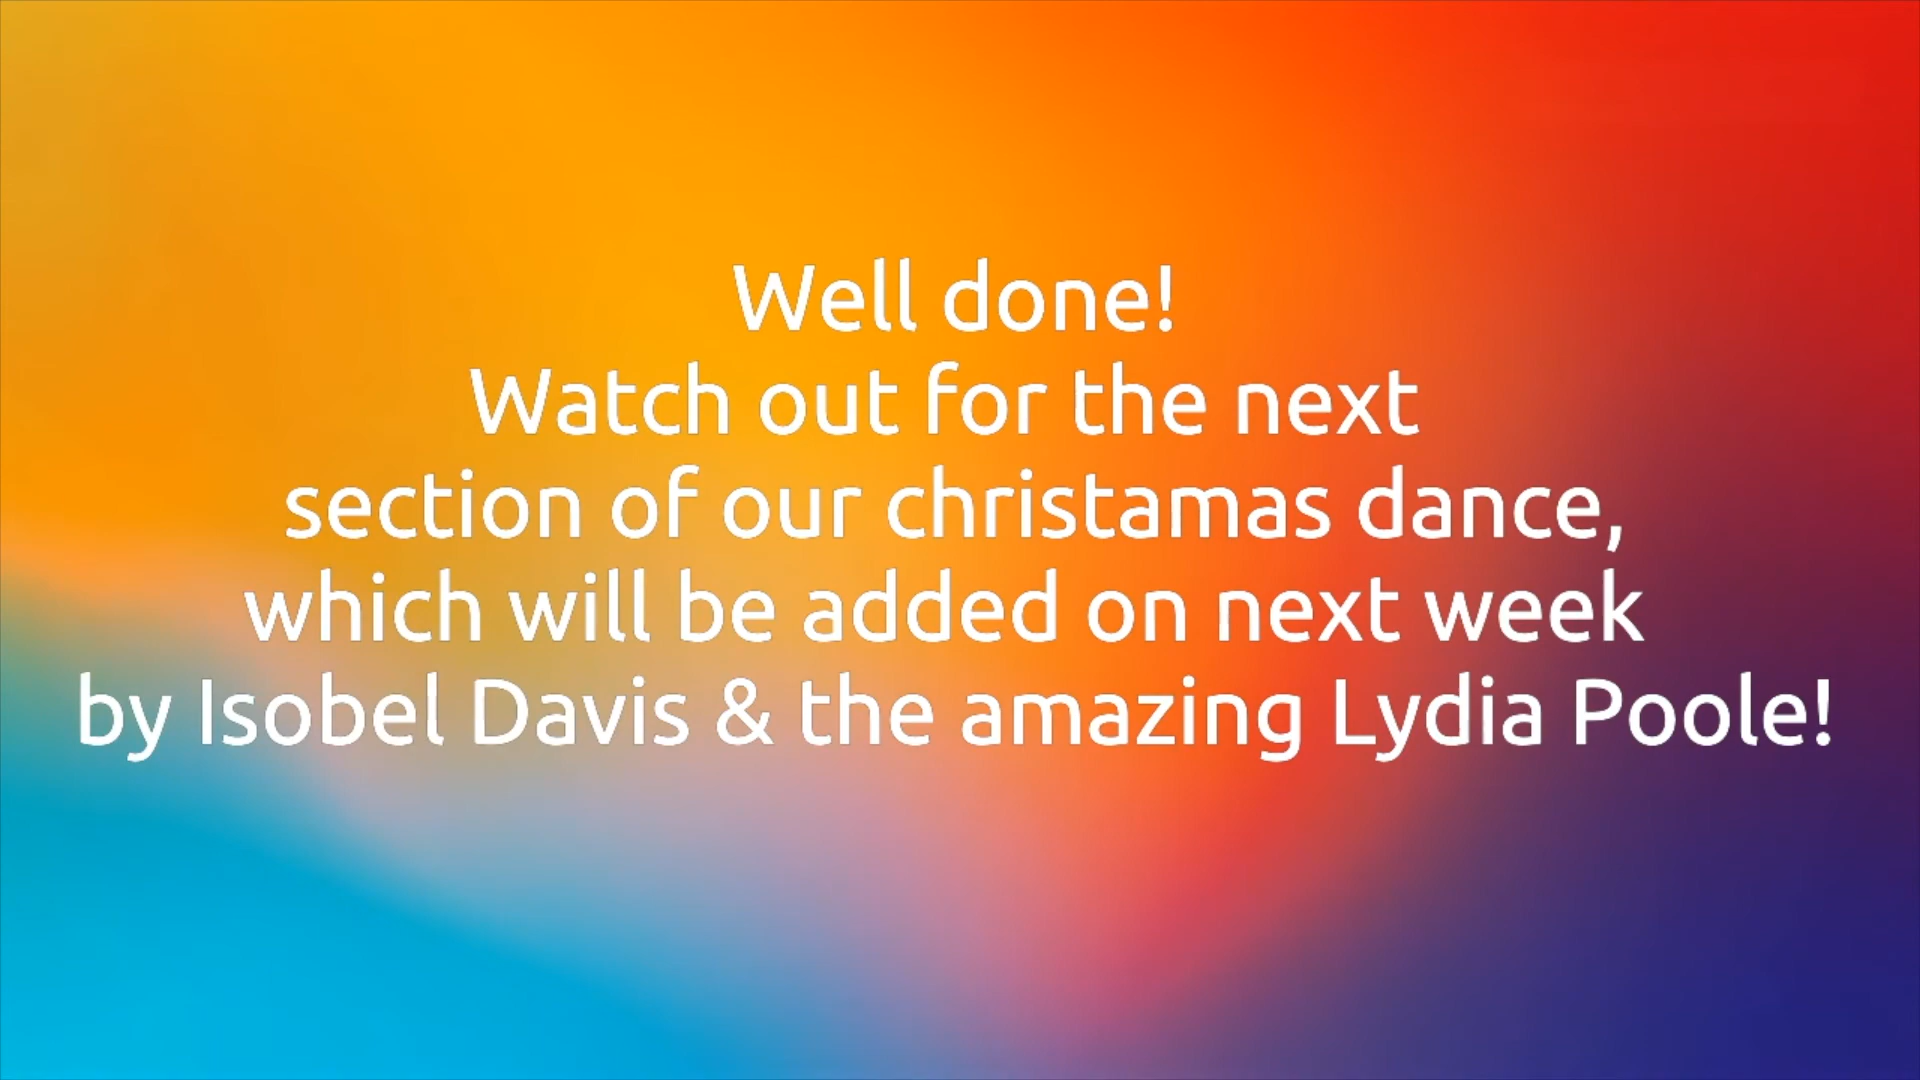 Well done!
Watch out for the next
section of our christamas dance,
which will be added on next week
by Isobel Davis & the amazing Lydia Poole!